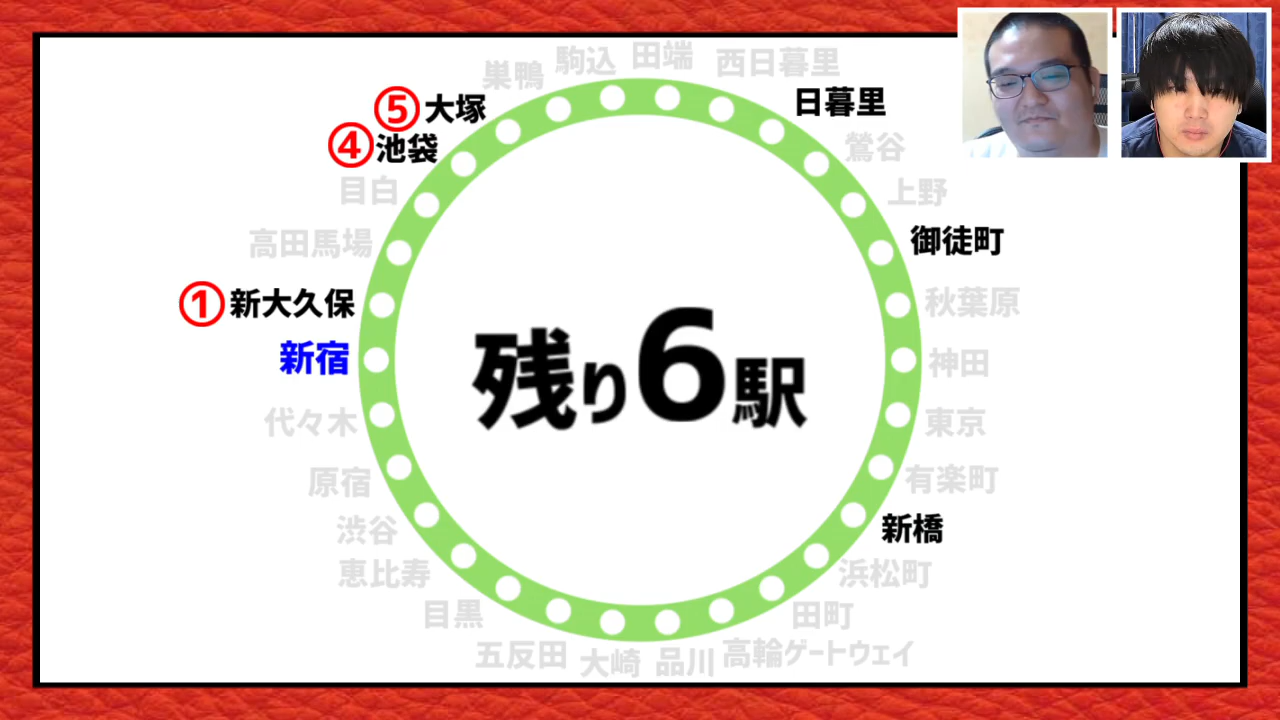 駒込
田端
西日暮里
巣鴨
日暮里
⑤大塚
④池袋
鶯谷
目白
上野
高田馬場
御徒町
①新大久保
秋葉原
新宿
神田
残り6駅
代々木
東京
原宿
有楽町
渋谷
新橋
恵比寿
浜松町
目黒
田町
五反田
大崎
品川
高輪ゲートウェイ